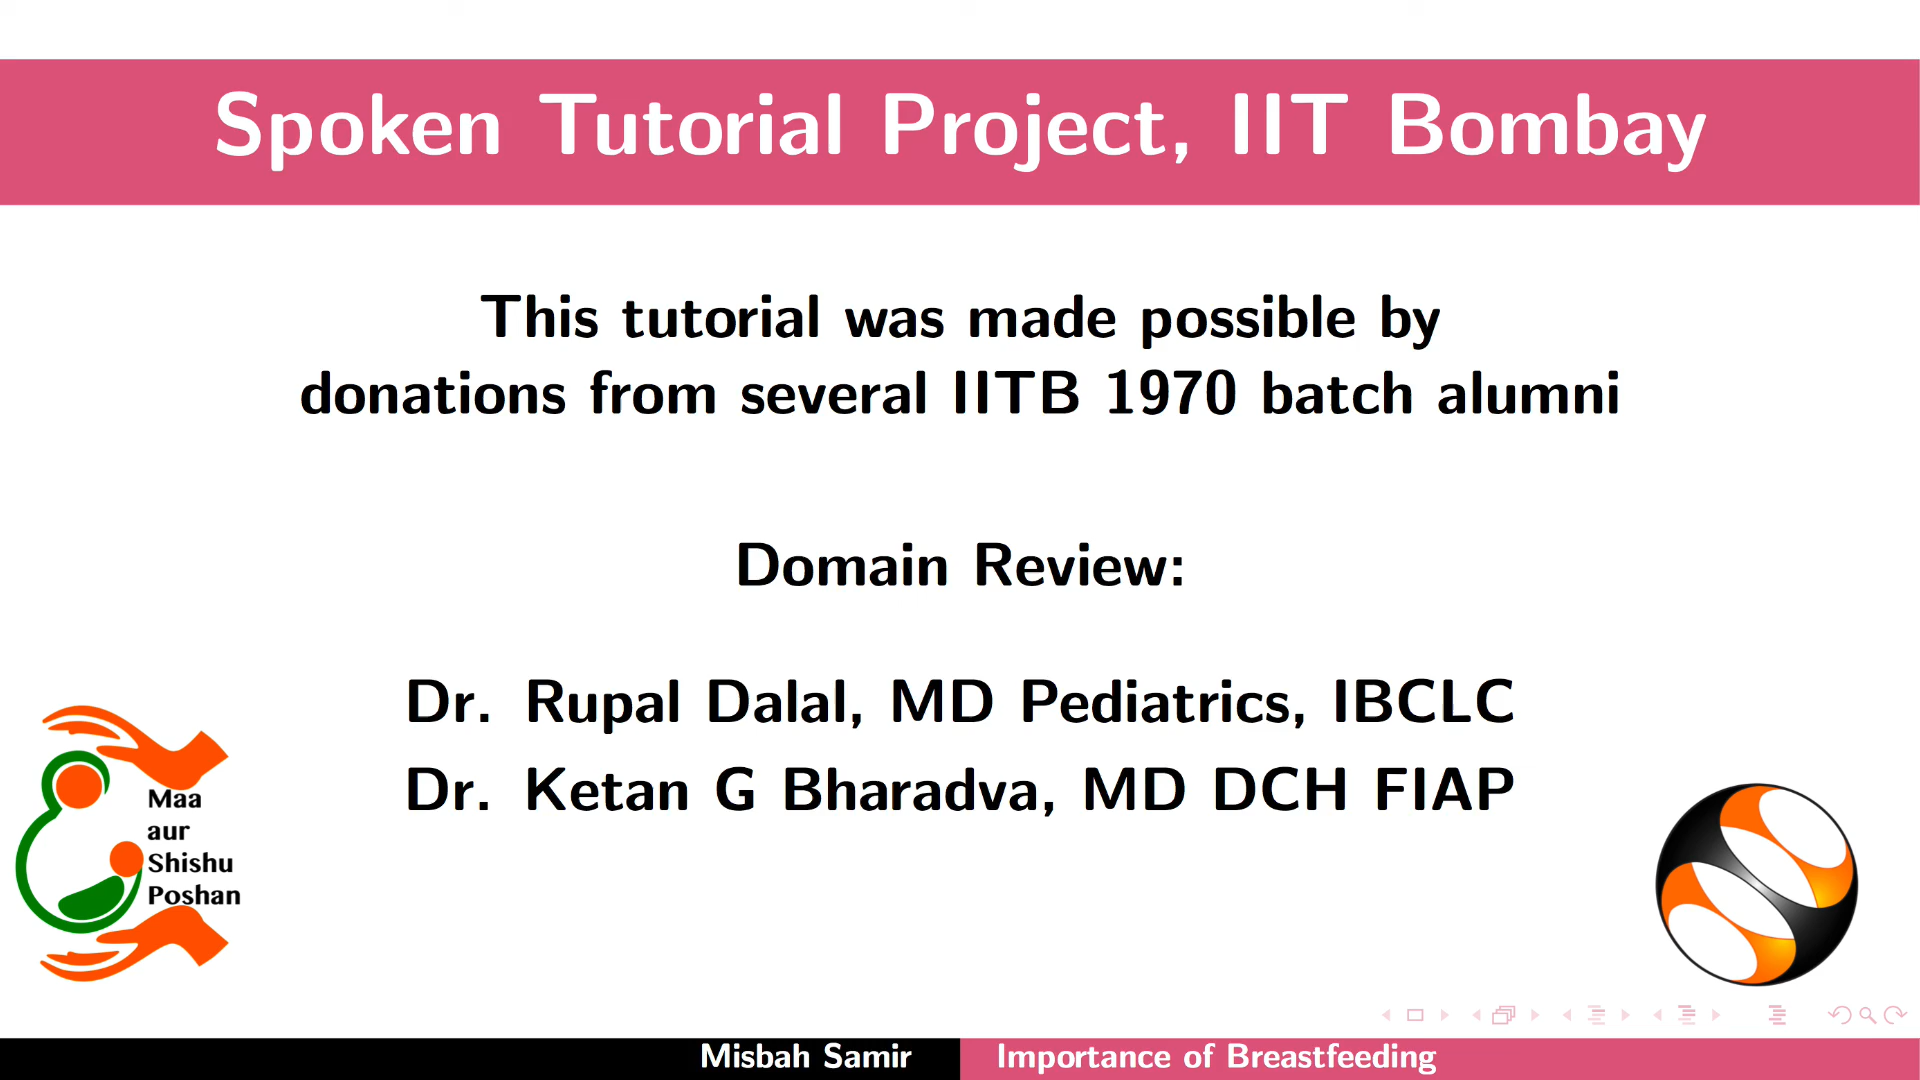 Spoken Tutorial Project, IIT Bombay
This tutorial was made possible by
donations from several IITB 1970 batch alumni
Domain Review:
Dr. Rupal Dalal, MD Pediatrics, IBCLC
Dr. Ketan G Bharadva, MD DCH FIAP
Maa
aur
Shishu
Poshan
Misbah Samir
Importance of Breastfeeding